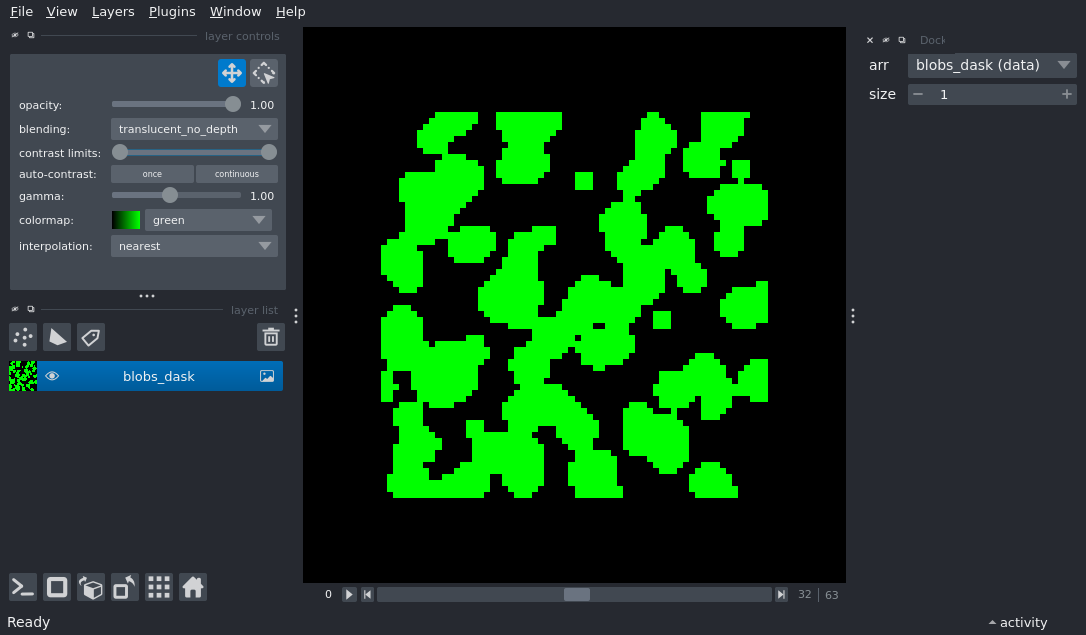 File View Layers Plugins Window Help
layer controls
Dock
arr blobs_dask (data)
size 1
opacity: 1.00
blending: translucent_no_depth
contrast limits:
auto-contrast: once continuous
gamma: 1.00
colormap: green
interpolation: nearest
layer list
blobs_dask
0 32 63
Ready activity